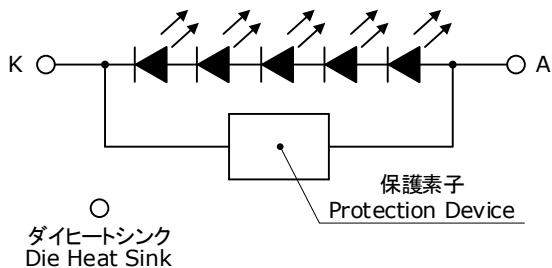 K
A
保護素子
Protection Device
ダイヒートシンク
Die Heat Sink